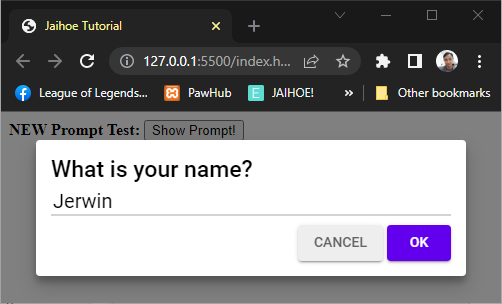 Jaihoe Tutorial
127.0.0.1:5500/index.h...
League of Legends... PawHub JAIHOE! » Other bookmarks
NEW Prompt Test: Show Prompt!
What is your name?
Jerwin
CANCEL OK